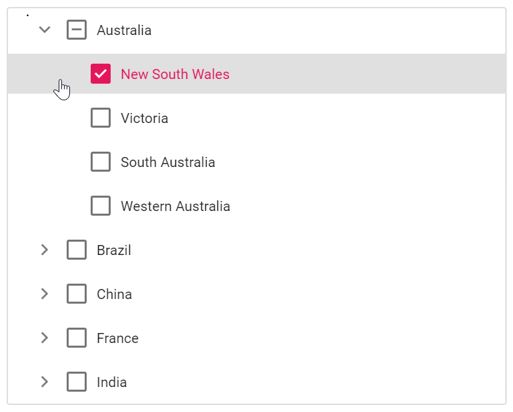 Australia
New South Wales
Victoria
South Australia
Western Australia
Brazil
China
France
India